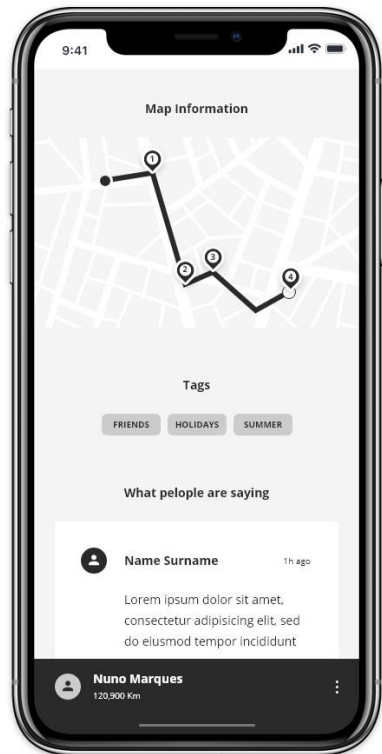 9:41
Map Information
1
2
3
4
Tags
FRIENDS HOLIDAYS SUMMER
What pelople are saying
Name Surname 1h ago
Lorem ipsum dolor sit amet,
consectetur adipisicing elit, sed
do eiusmod tempor incididunt
Nuno Marques
120,900 Km